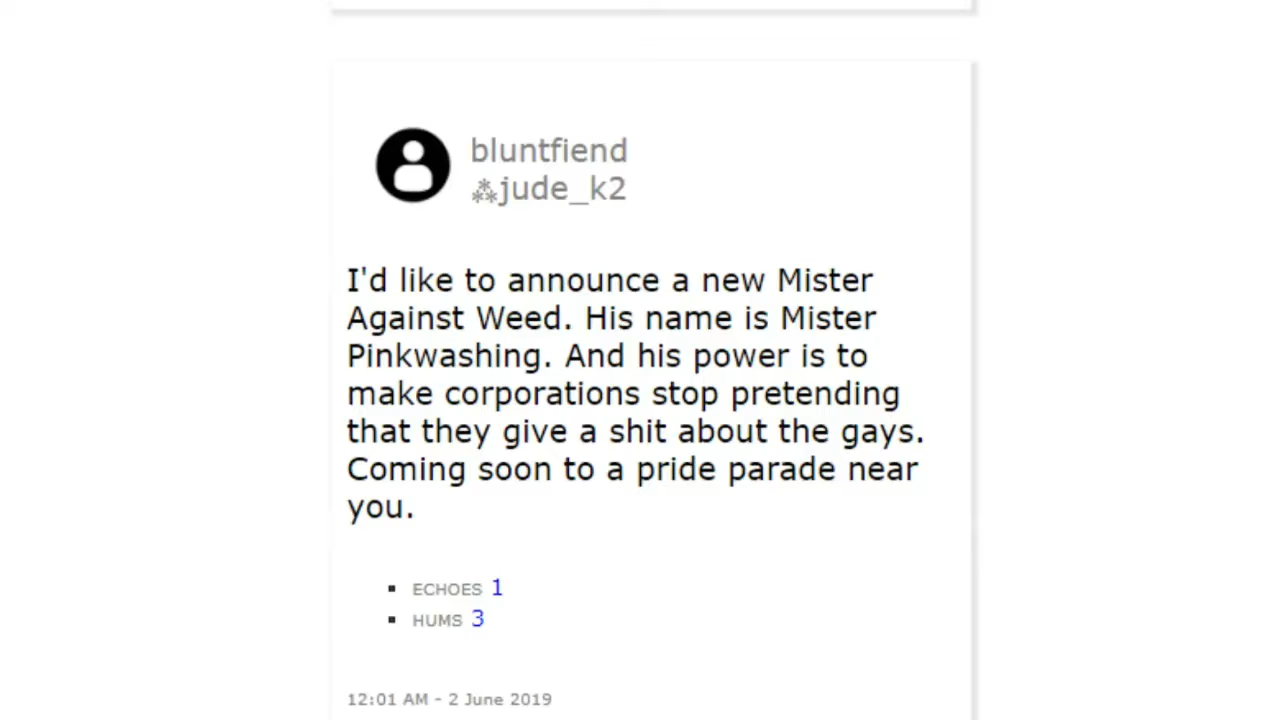 bluntfiend
⁂jude_k2
I'd like to announce a new Mister
Against Weed. His name is Mister
Pinkwashing. And his power is to
make corporations stop pretending
that they give a shit about the gays.
Coming soon to a pride parade near
you.
ECHOES 1
HUMS 3
12:01 AM - 2 June 2019